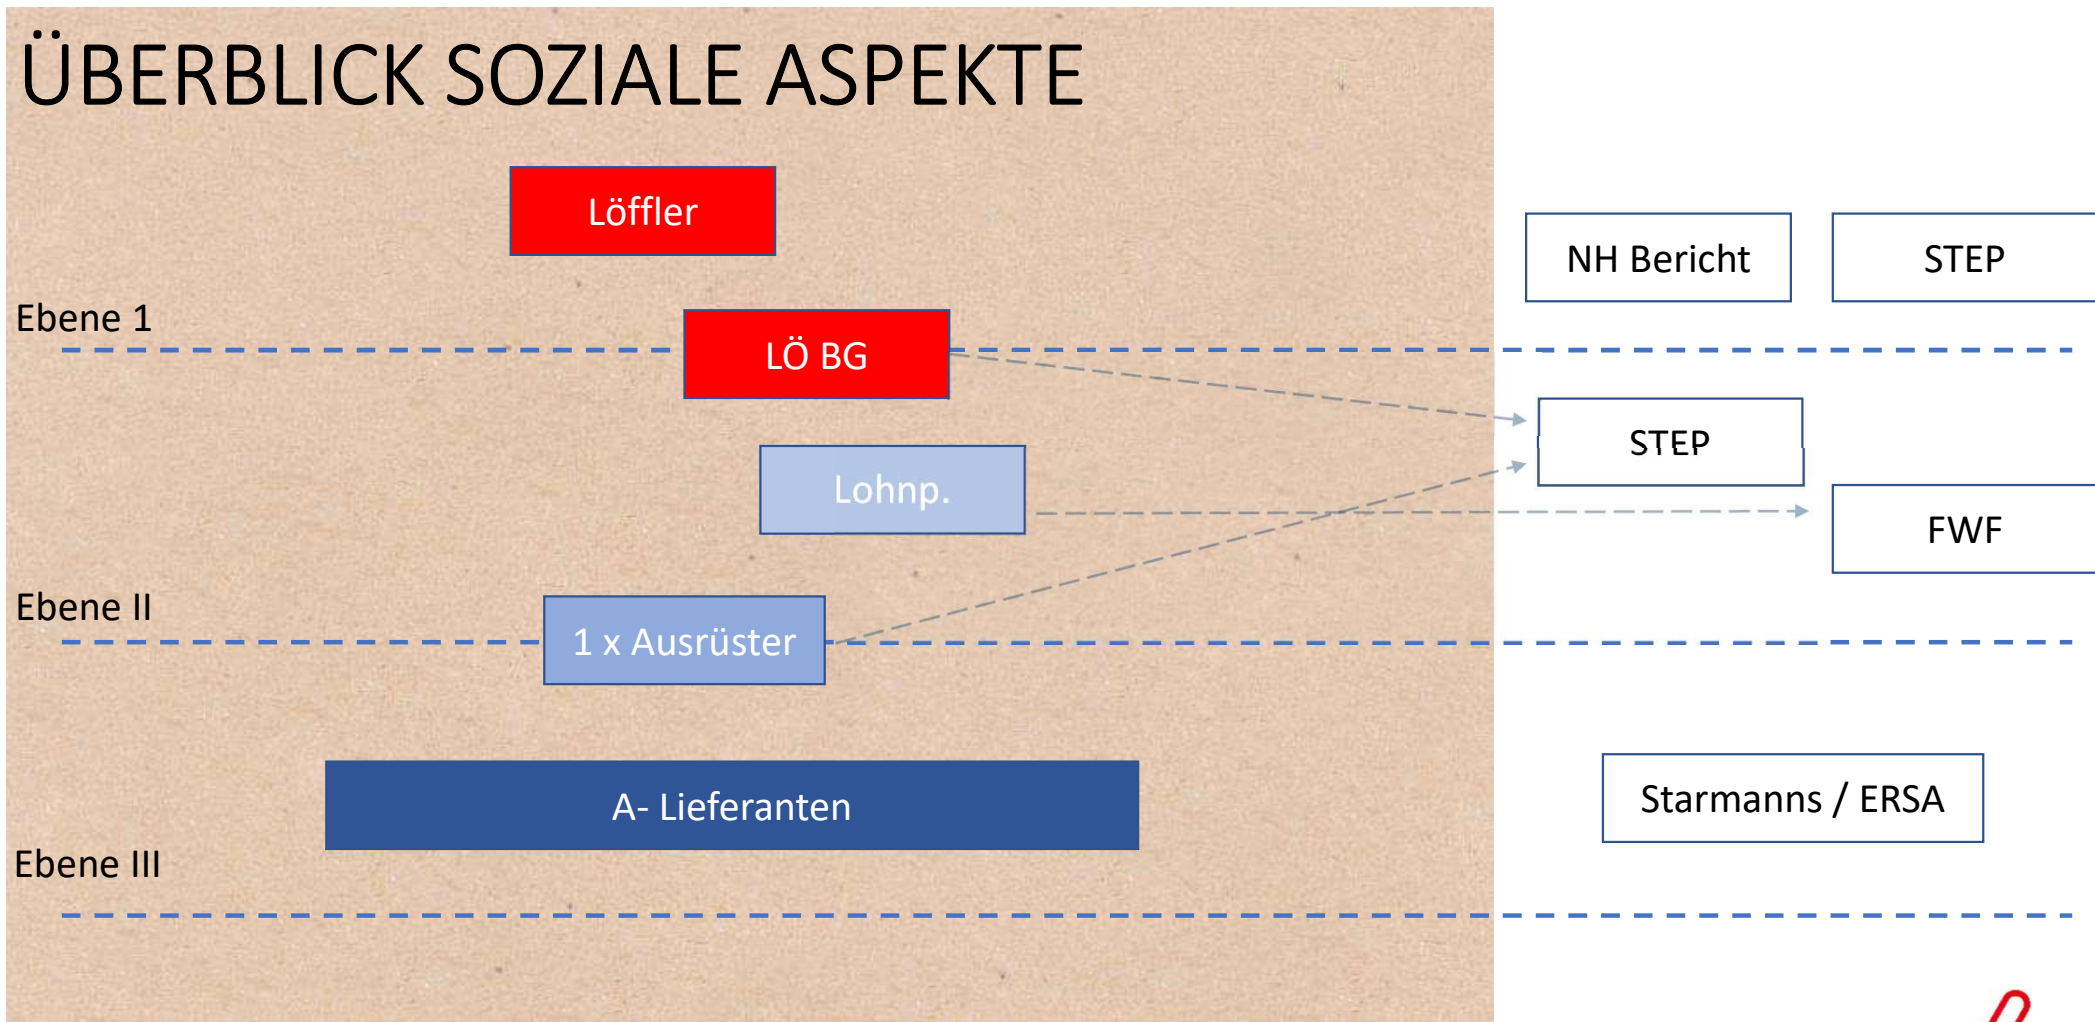 ÜBERBLICK SOZIALE ASPEKTE
Löffler
NH Bericht
STEP
Ebene 1
LÖ BG
STEP
Lohnp.
FWF
Ebene II
1 x Ausrüster
A- Lieferanten
Starmanns / ERSA
Ebene III